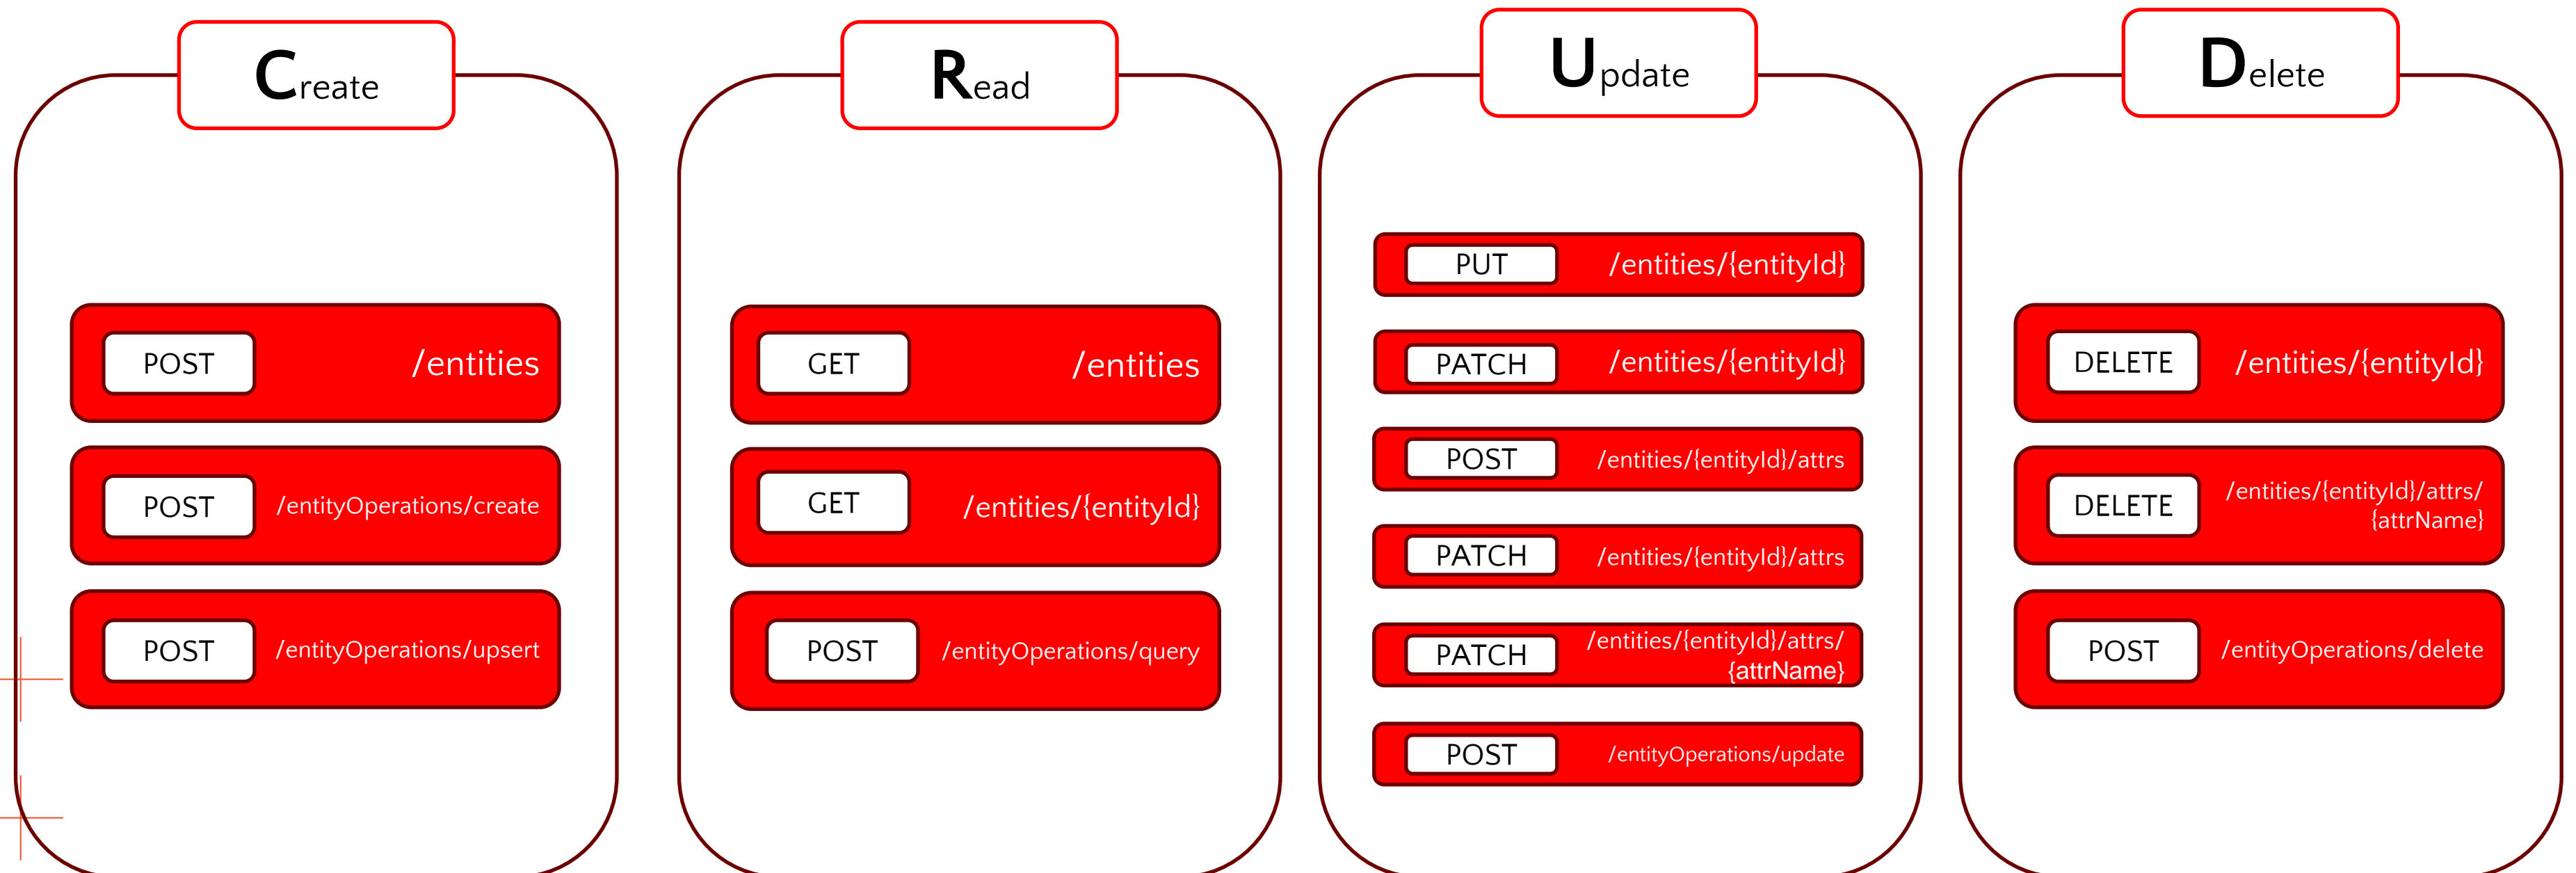 Create
POST /entities
POST /entityOperations/create
POST /entityOperations/upsert
Read
GET /entities
GET /entities/{entityId}
POST /entityOperations/query
Update
PUT /entities/{entityId}
PATCH /entities/{entityId}
POST /entities/{entityId}/attrs
PATCH /entities/{entityId}/attrs
PATCH /entities/{entityId}/attrs/
{attrName}
POST /entityOperations/update
Delete
DELETE /entities/{entityId}
DELETE /entities/{entityId}/attrs/
{attrName}
POST /entityOperations/delete